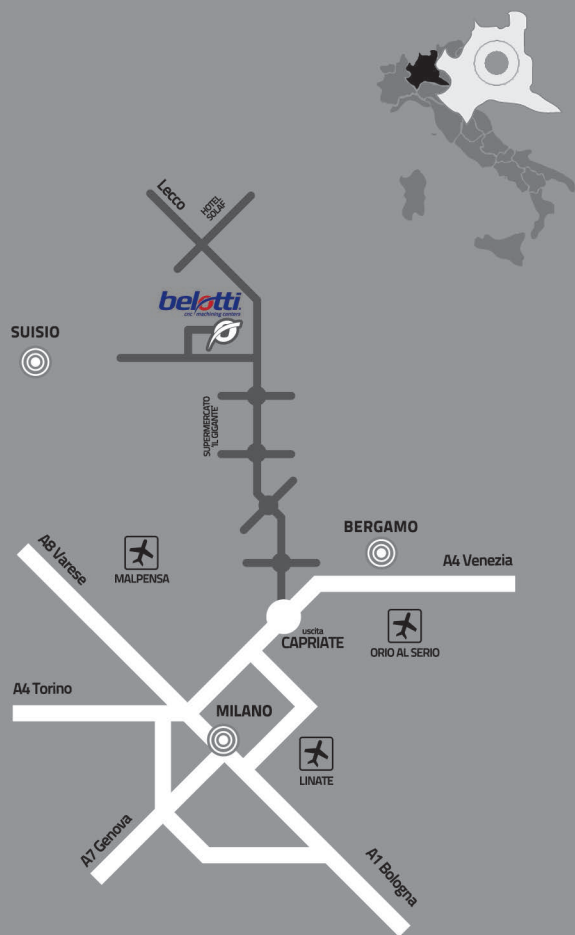 Lecco
HOTEL
SOLAF
belotti
cnc machining centers
SUISIO
SUPERMERCATO
'IL GIGANTE'
BERGAMO
A8 Varese
MALPENSA
A4 Venezia
uscita
CAPRIATE
ORIO AL SERIO
A4 Torino
MILANO
LINATE
A7 Genova
A1 Bologna